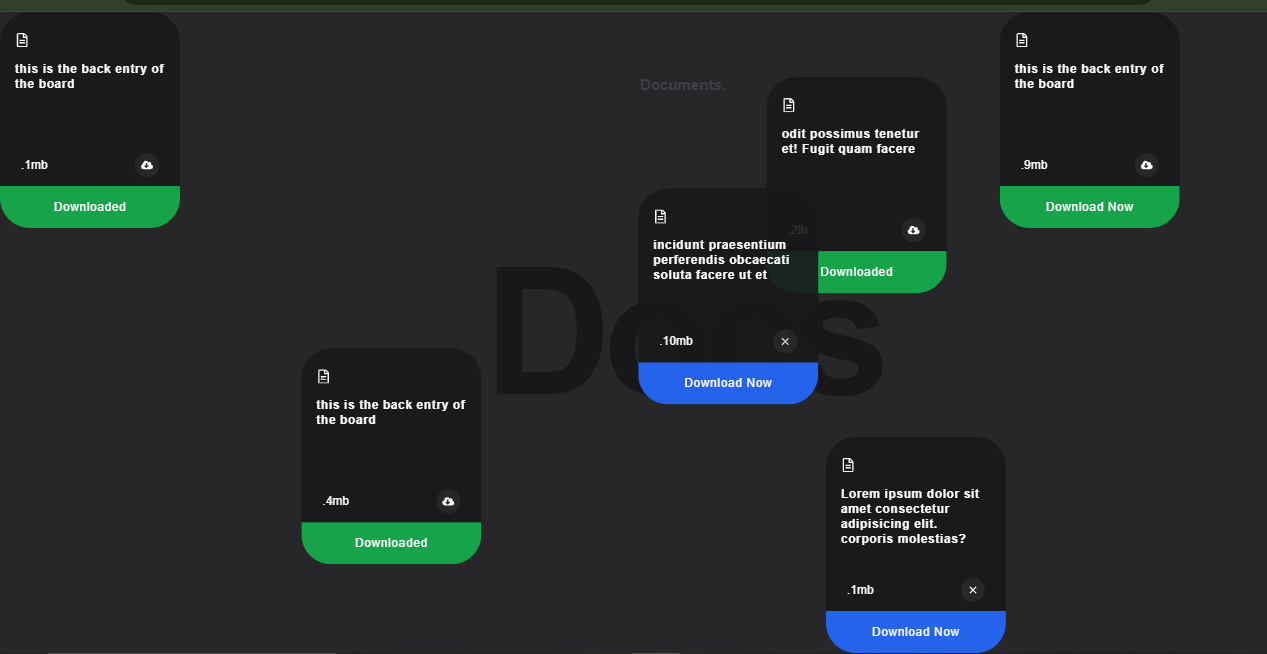 this is the back entry of
the board
.1mb
Downloaded
Documents.
odit possimus tenetur
et! Fugit quam facere
.2tb
Downloaded
this is the back entry of
the board
.9mb
Download Now
incidunt praesentium
perferendis obcaecati
soluta facere ut et
.10mb
Download Now
Docs
this is the back entry of
the board
.4mb
Downloaded
Lorem ipsum dolor sit
amet consectetur
adipisicing elit.
corporis molestias?
.1mb
Download Now